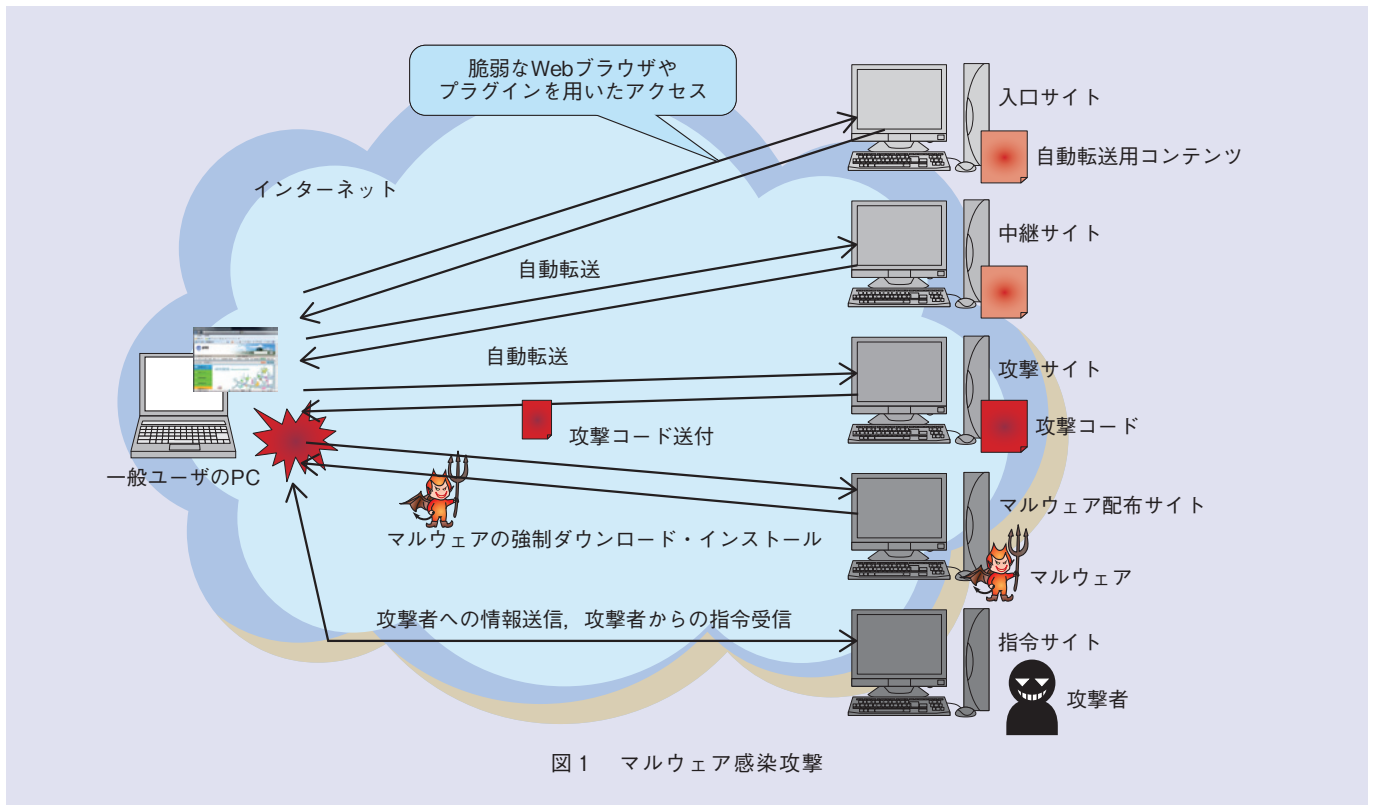 脆弱なWebブラウザや
プラグインを用いたアクセス
入口サイト
自動転送用コンテンツ
インターネット
中継サイト
自動転送
自動転送
攻撃サイト
攻撃コード送付
攻撃コード
一般ユーザのPC
マルウェア配布サイト
マルウェアの強制ダウンロード・インストール
マルウェア
攻撃者への情報送信，攻撃者からの指令受信
指令サイト
攻撃者
図1　マルウェア感染攻撃